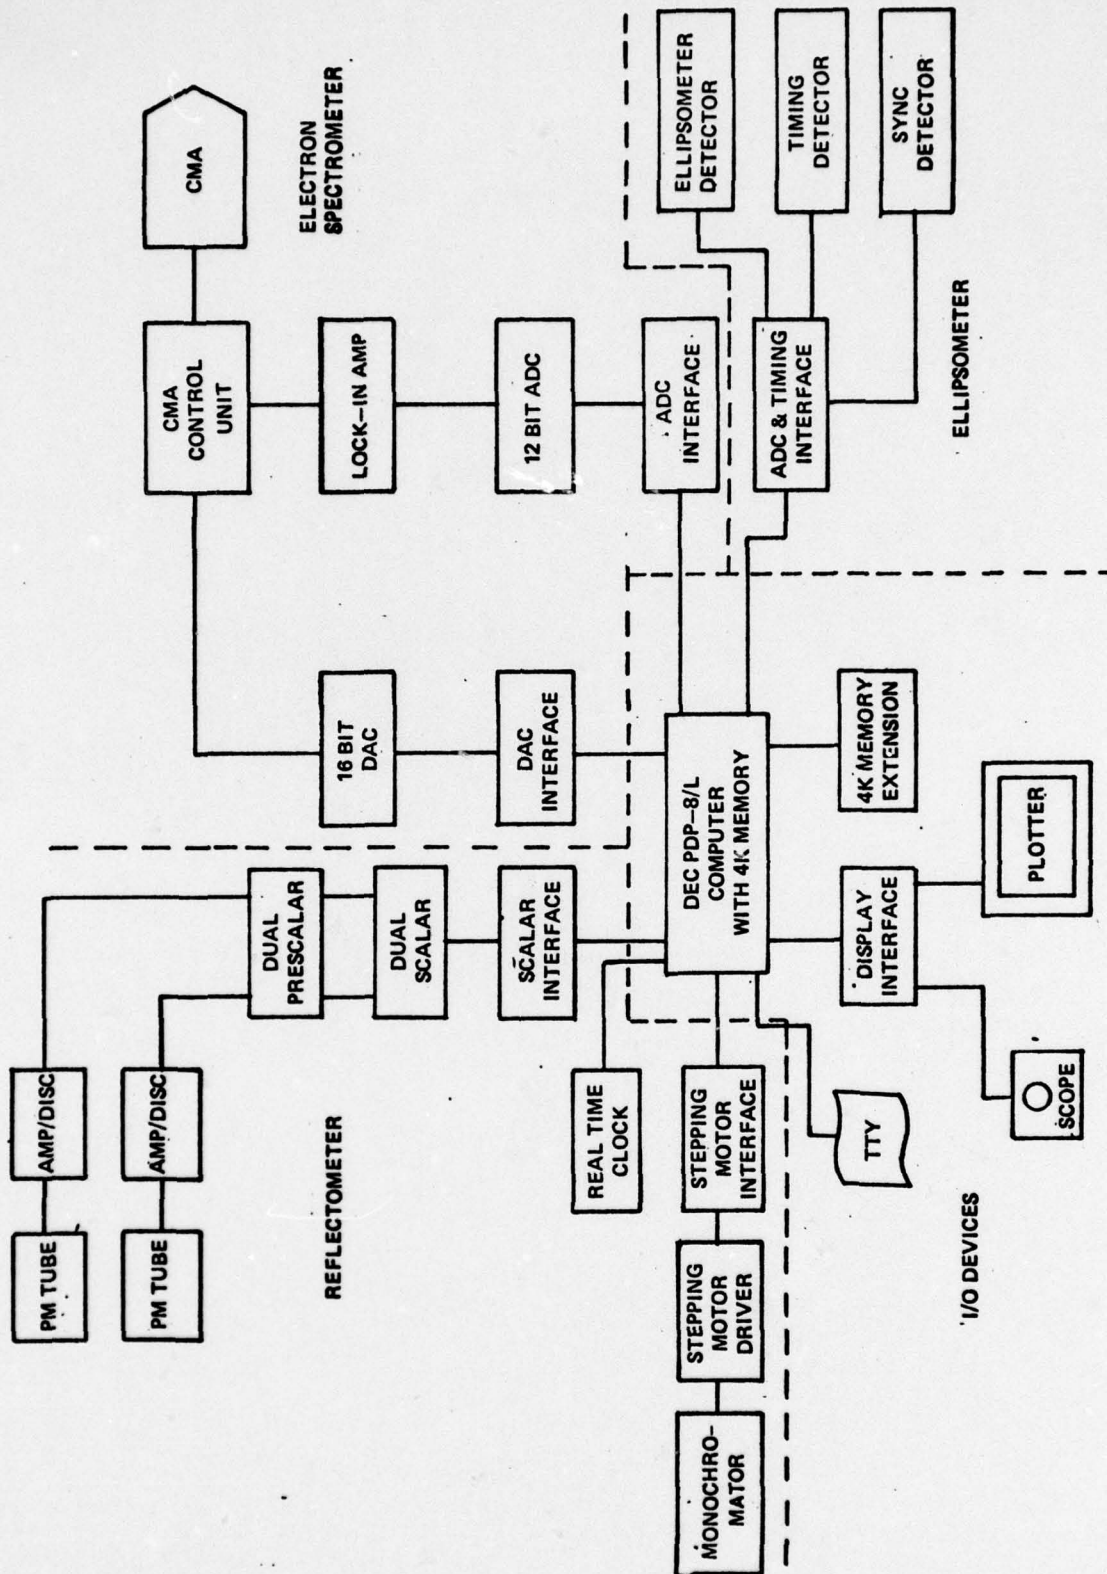 PM TUBE
AMP/DISC
PM TUBE
AMP/DISC
DUAL
PRESCALAR
DUAL
SCALAR
SCALAR
INTERFACE
REFLECTOMETER
REAL TIME
CLOCK
MONOCHRO-
MATOR
STEPPING
MOTOR
DRIVER
STEPPING
MOTOR
INTERFACE
CMA
CMA
CONTROL
UNIT
ELECTRON
SPECTROMETER
16 BIT
DAC
LOCK-IN AMP
DAC
INTERFACE
12 BIT ADC
ADC
INTERFACE
DEC PDP-8/L
COMPUTER
WITH 4K MEMORY
ADC & TIMING
INTERFACE
ELLIPSOMETER
DETECTOR
TIMING
DETECTOR
SYNC
DETECTOR
ELLIPSOMETER
TTY
DISPLAY
INTERFACE
4K MEMORY
EXTENSION
SCOPE
PLOTTER
I/O DEVICES